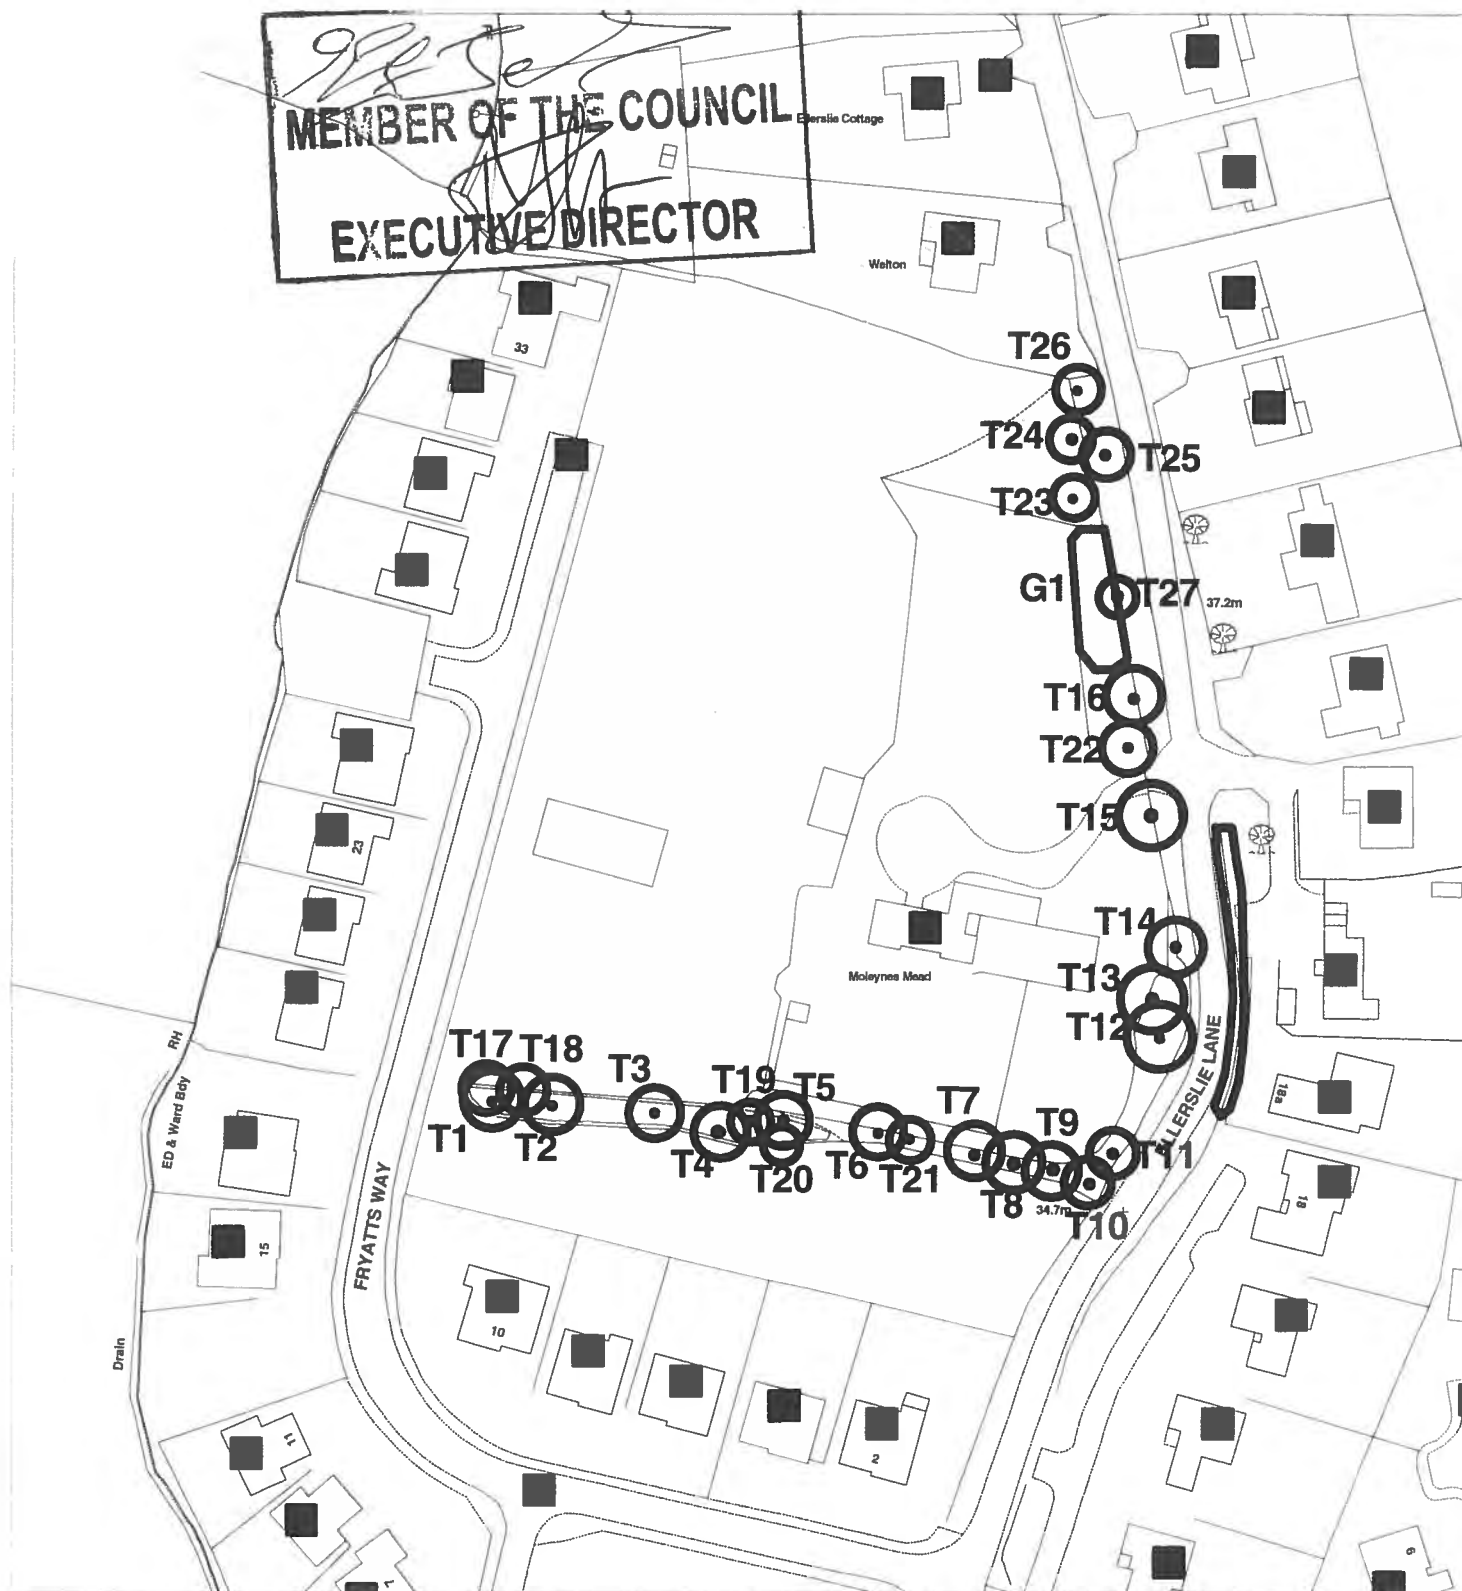 MEMBER OF THE COUNCIL
EXECUTIVE DIRECTOR
Ellerslie Cottage
Welton
33
T26
T24
T25
T23
G1
T27
37.2m
T16
T22
T15
23
T14
Moleynes Mead
T13
T12
RH
ELLERSLIE LANE
T17
T18
T3
T19
T5
18a
T1
T2
T4
T20
T6
T21
T7
T9
T8
T11
T10
34.7m
ED & Ward Bdy
FRYATTS WAY
18
15
10
Drain
11
2
7
9